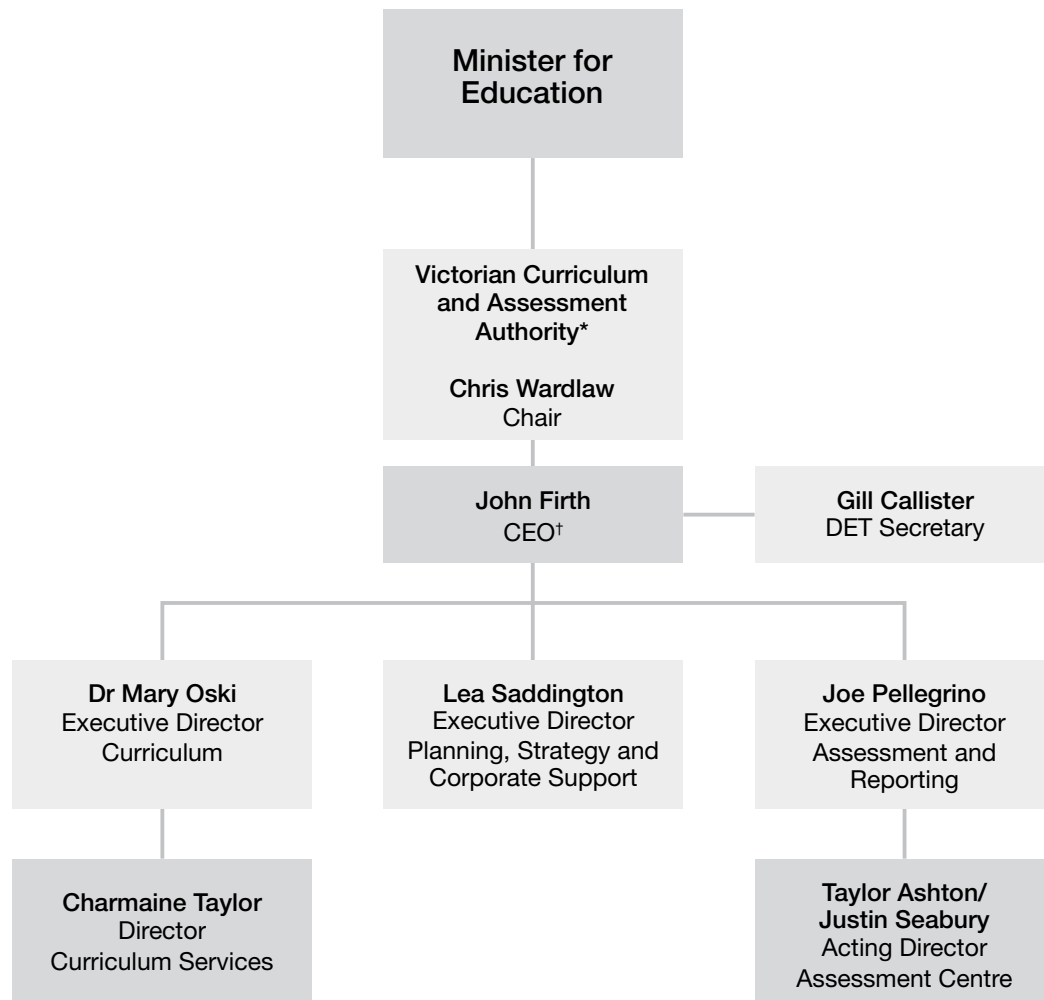 Minister for
Education
Victorian Curriculum
and Assessment
Authority*
Chris Wardlaw
Chair
John Firth
CEO†
Gill Callister
DET Secretary
Dr Mary Oski
Executive Director
Curriculum
Lea Saddington
Executive Director
Planning, Strategy and
Corporate Support
Joe Pellegrino
Executive Director
Assessment and
Reporting
Charmaine Taylor
Director
Curriculum Services
Taylor Ashton/
Justin Seabury
Acting Director
Assessment Centre